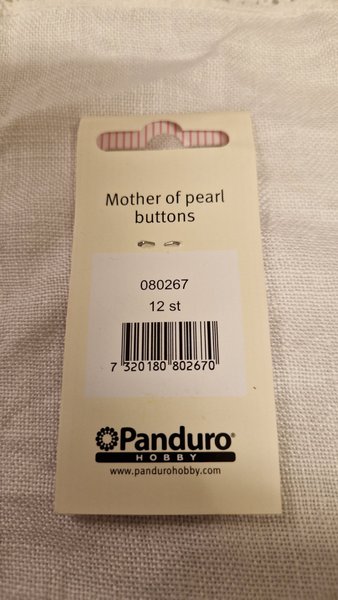 Mother of pearl
buttons
080267
12 st
7 320180 802670
Panduro®
HOBBY
www.pandurohobby.com